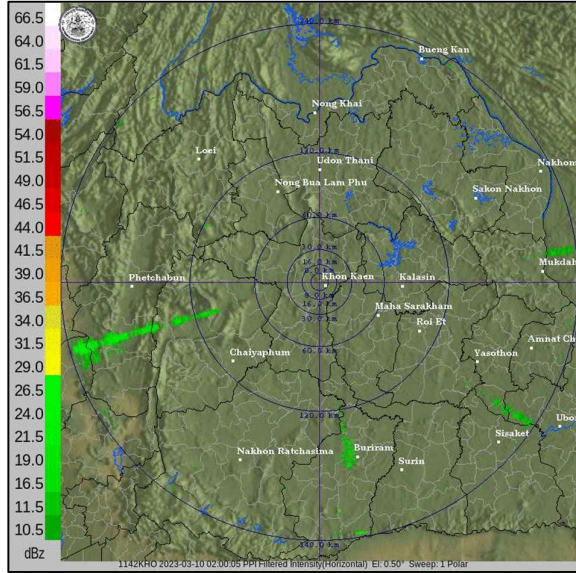 66.5
64.0
61.5
59.0
56.5
54.0
51.5
49.0
46.5
44.0
41.5
39.0
36.5
34.0
31.5
29.0
26.5
24.0
21.5
19.0
16.5
11.5
10.5
dBz
Bueng Kan
Nong Khai
Loei
Udon Thani
Nakhom
Nong Bua Lam Phu
Sakon Nakhon
Mukdah
Khon Kaen
Phetchabun
Kalasin
Maha Sarakham
Roi Et
Amnat Ch
Chaiyaphum
Yasothon
Ubo
Sisaket
Nakhon Ratchasima
Buriram
Surin
1142KHO 2023-03-10 02:00:05 PPI Filtered Intensity(Horizontal) El: 0.50° Sweep: 1 Polar